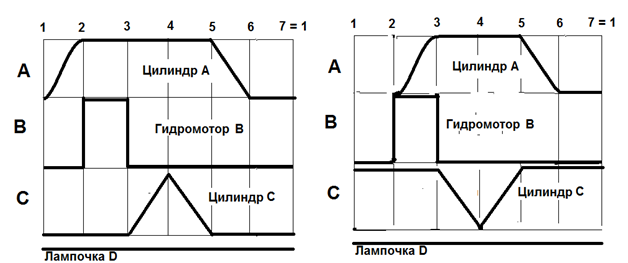 1 2 3 4 5 6 7 = 1
A Цилиндр A
B Гидромотор B
C Цилиндр C
Лампочка D
1 2 3 4 5 6 7 = 1
A Цилиндр A
B Гидромотор B
C Цилиндр C
Лампочка D